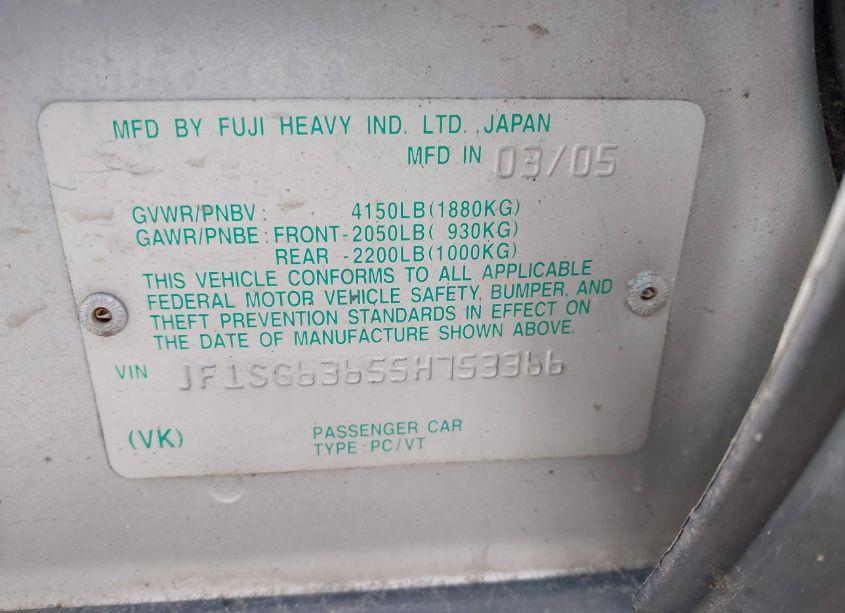 MFD BY FUJI HEAVY IND. LTD. JAPAN
MFD IN 03/05
GVWR/PNBV: 4150LB(1880KG)
GAWR/PNBE: FRONT-2050LB( 930KG)
REAR -2200LB(1000KG)
THIS VEHICLE CONFORMS TO ALL APPLICABLE
FEDERAL MOTOR VEHICLE SAFETY, BUMPER, AND
THEFT PREVENTION STANDARDS IN EFFECT ON
THE DATE OF MANUFACTURE SHOWN ABOVE.
VIN JF1SG63655H753366
(VK) PASSENGER CAR
TYPE: PC/VT